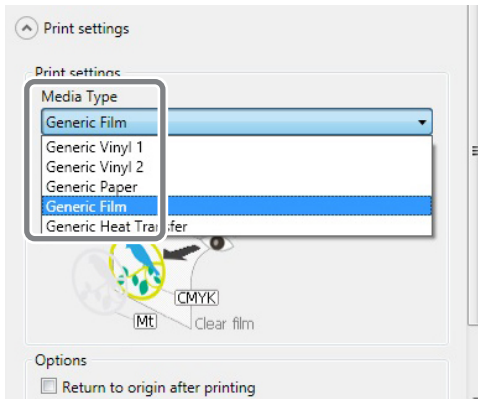 Print settings
Print settings
Media Type
Generic Film
Generic Vinyl 1
Generic Vinyl 2
Generic Paper
Generic Film
Generic Heat Transfer
CMYK
Mt
Clear film
Options
Return to origin after printing